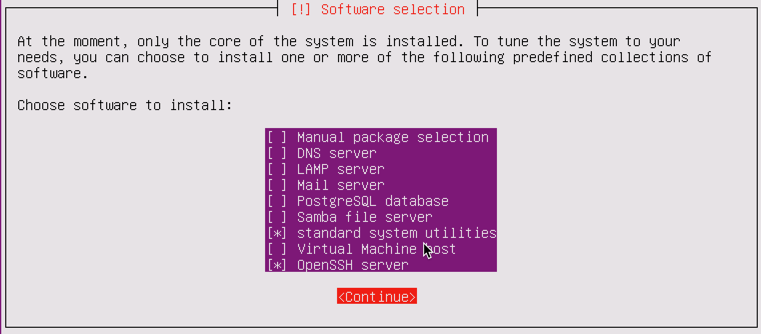 [!] Software selection
At the moment, only the core of the system is installed. To tune the system to your
needs, you can choose to install one or more of the following predefined collections of
software.
Choose software to install:
[ ] Manual package selection
[ ] DNS server
[ ] LAMP server
[ ] Mail server
[ ] PostgreSQL database
[ ] Samba file server
[*] standard system utilities
[ ] Virtual Machine host
[*] OpenSSH server
<Continue>